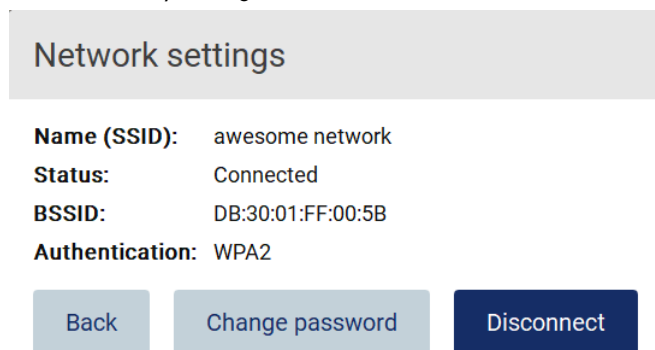 Network settings
Name (SSID): awesome network
Status: Connected
BSSID: DB:30:01:FF:00:5B
Authentication: WPA2
Back Change password Disconnect